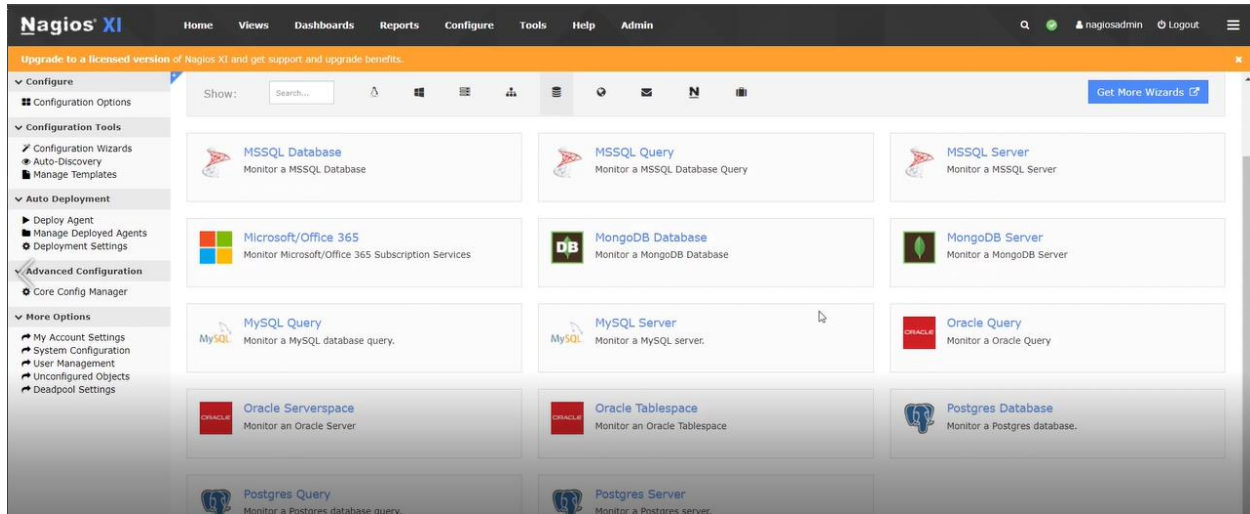 Nagios XI Home Views Dashboards Reports Configure Tools Help Admin nagiosadmin Logout
Upgrade to a licensed version of Nagios XI and get support and upgrade benefits.
Configure
Configuration Options
Configuration Tools
Configuration Wizards
Auto-Discovery
Manage Templates
Auto Deployment
Deploy Agent
Manage Deployed Agents
Deployment Settings
Advanced Configuration
Core Config Manager
More Options
My Account Settings
System Configuration
User Management
Unconfigured Objects
Deadpool Settings
Show: Search... N Get More Wizards
MSSQL Database
Monitor a MSSQL Database
MSSQL Query
Monitor a MSSQL Database Query
MSSQL Server
Monitor a MSSQL Server
Microsoft/Office 365
Monitor Microsoft/Office 365 Subscription Services
DB
MongoDB Database
Monitor a MongoDB Database
MongoDB Server
Monitor a MongoDB Server
MySQL
MySQL Query
Monitor a MySQL database query.
MySQL
MySQL Server
Monitor a MySQL server.
ORACLE
Oracle Query
Monitor a Oracle Query
ORACLE
Oracle Serverspace
Monitor an Oracle Server
ORACLE
Oracle Tablespace
Monitor an Oracle Tablespace
Postgres Database
Monitor a Postgres database.
Postgres Query
Monitor a Postgres database query.
Postgres Server
Monitor a Postgres server.